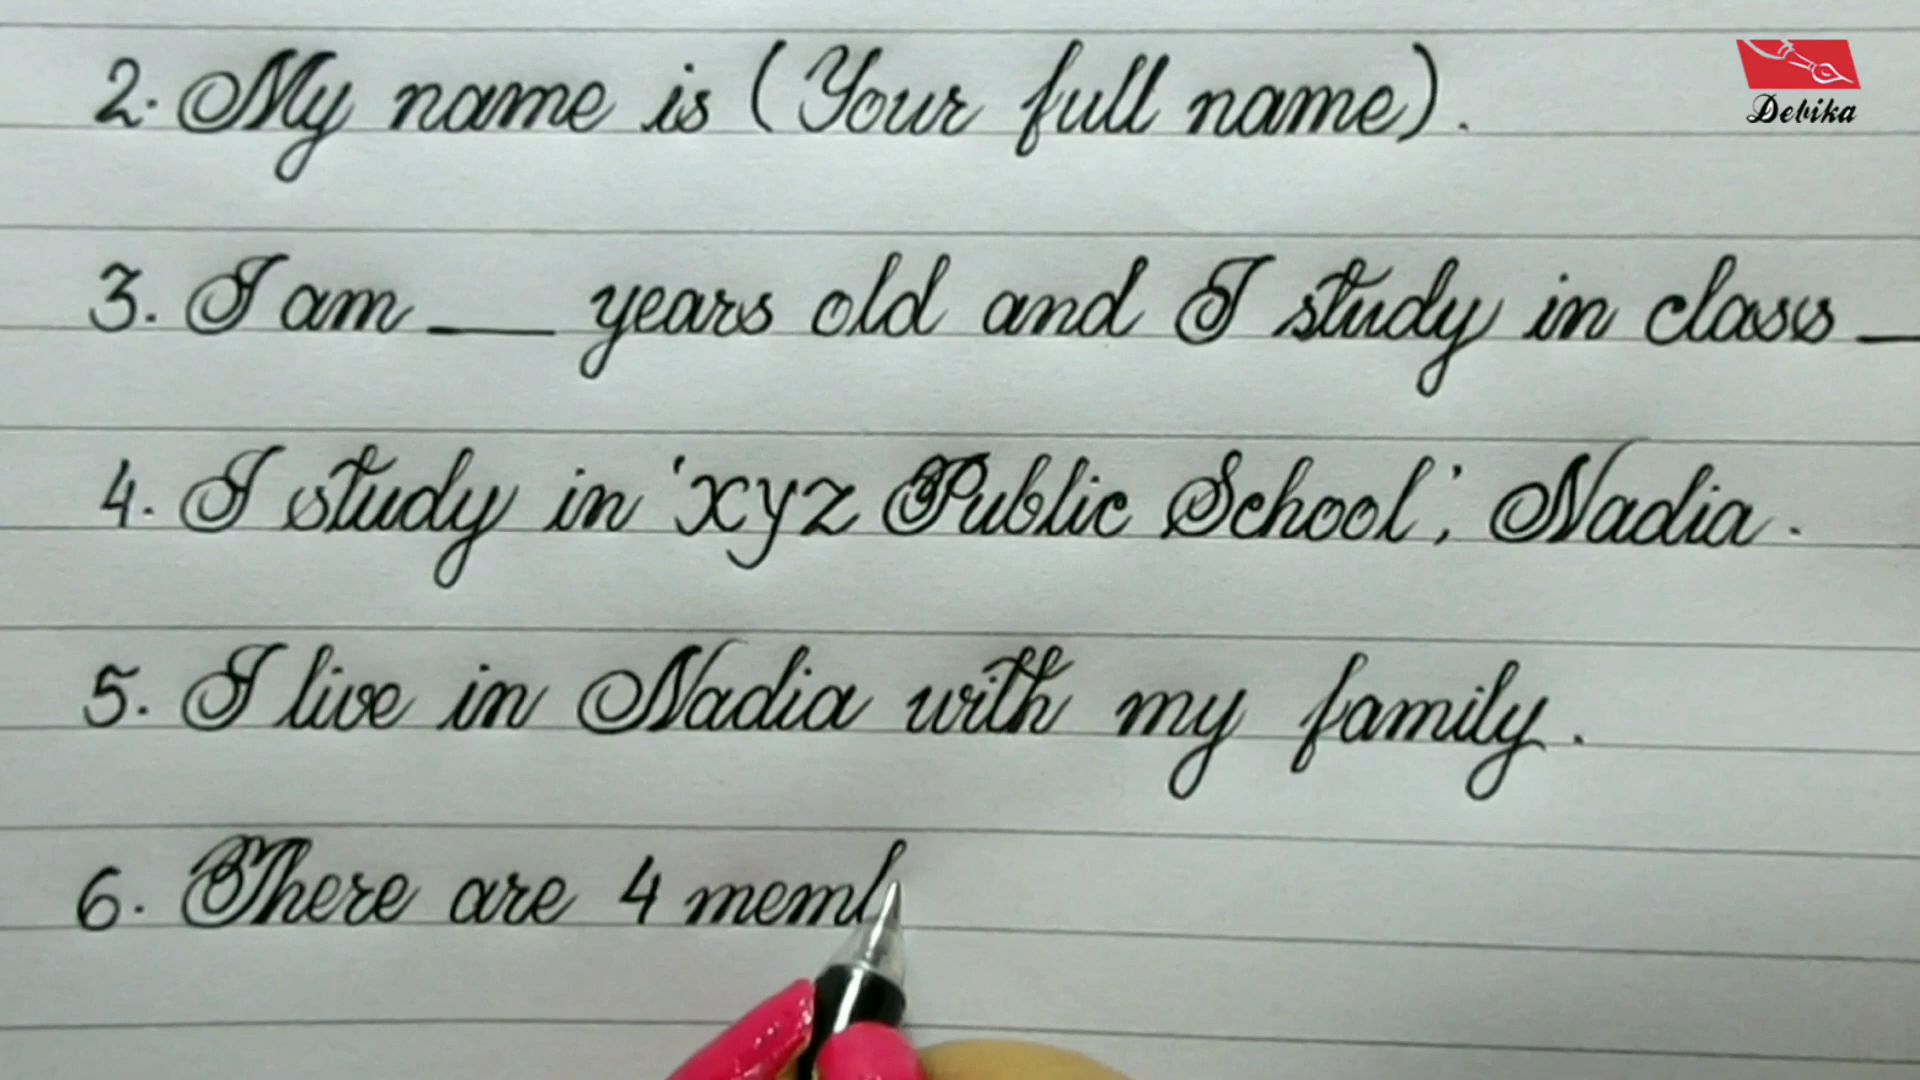 2. My name is (Your full name).
Debika
3. I am ___ years old and I study in class _
4. I study in 'xyz Public School', Nadia.
5. I live in Nadia with my family.
6. There are 4 memb